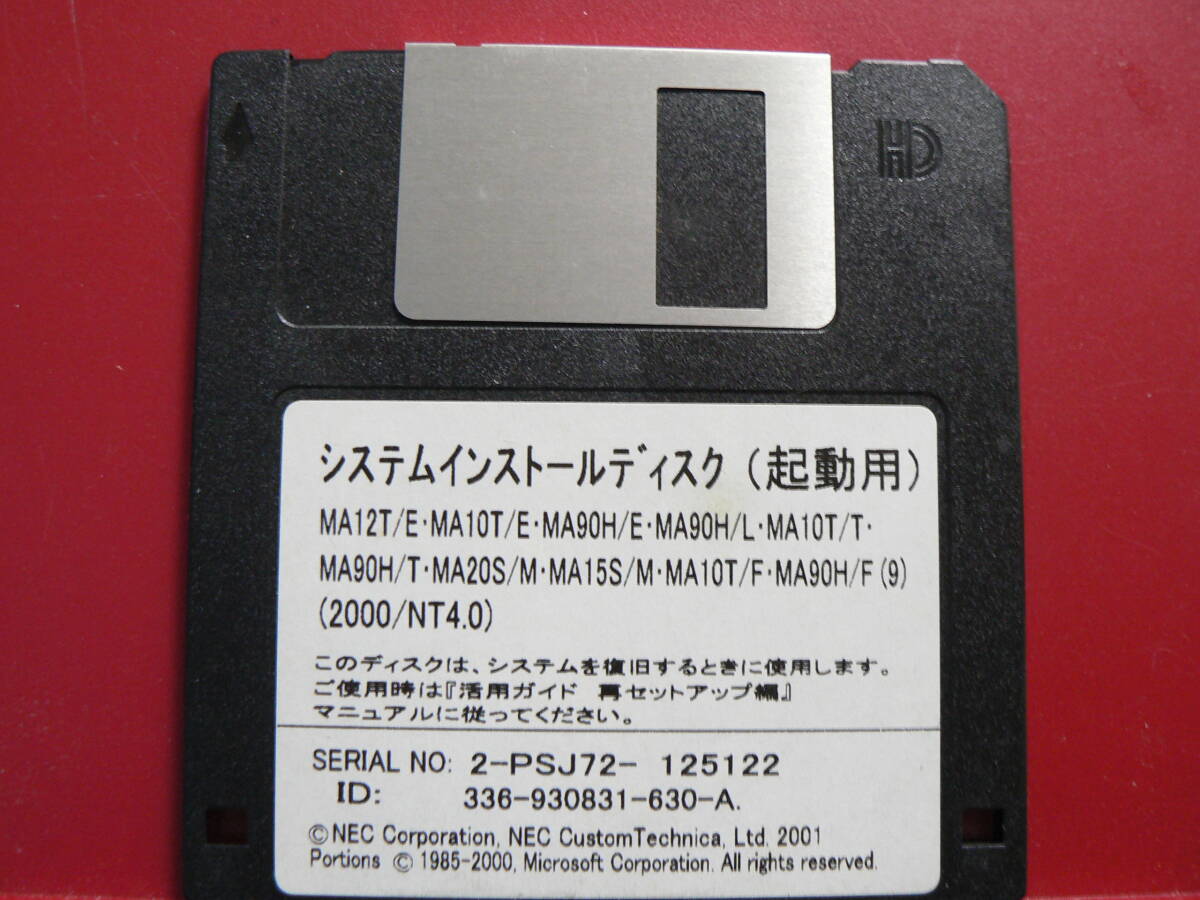 HD
システムインストールディスク（起動用）
MA12T/E･MA10T/E･MA90H/E･MA90H/L･MA10T/T･
MA90H/T･MA20S/M･MA15S/M･MA10T/F･MA90H/F(9)
(2000/NT4.0)
このディスクは、システムを復旧するときに使用します。
ご使用時は『活用ガイド 再セットアップ編』
マニュアルに従ってください。
SERIAL NO: 2-PSJ72- 125122
ID: 336-930831-630-A.
©NEC Corporation, NEC CustomTechnica, Ltd. 2001
Portions © 1985-2000, Microsoft Corporation. All rights reserved.